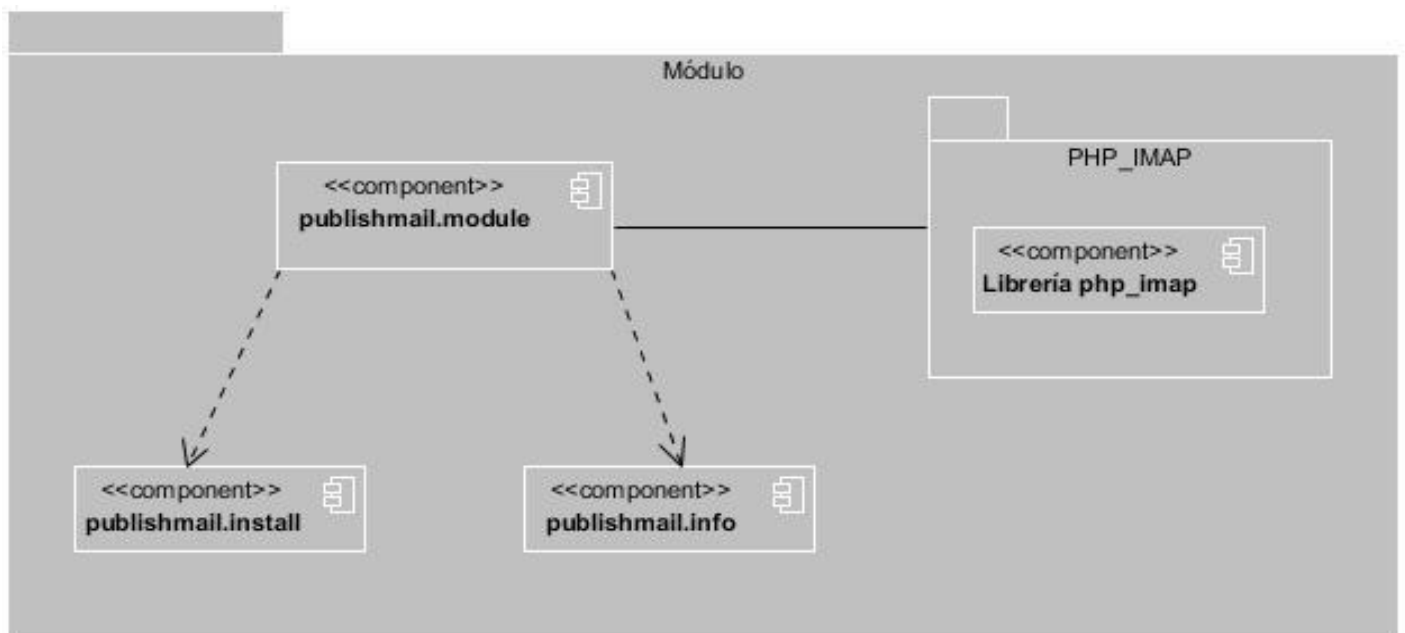 Módulo
PHP_IMAP
<<component>>
publishmail.module
<<component>>
Librería php_imap
<<component>>
publishmail.install
<<component>>
publishmail.info